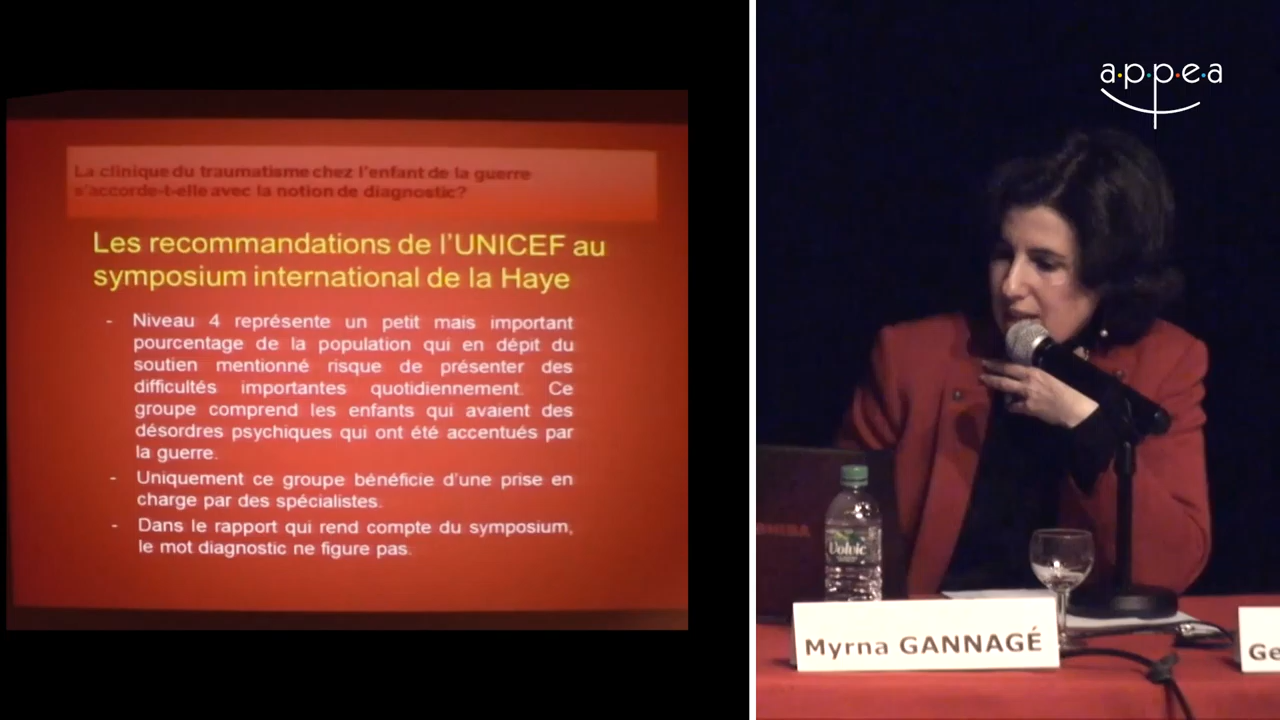 La clinique du traumatisme chez l'enfant de la guerre
s'accorde-t-elle avec la notion de diagnostic?
Les recommandations de l'UNICEF au
symposium international de la Haye
- Niveau 4 représente un petit mais important
pourcentage de la population qui en dépit du
soutien mentionné risque de présenter des
difficultés importantes quotidiennement. Ce
groupe comprend les enfants qui avaient des
désordres psychiques qui ont été accentués par
la guerre.
- Uniquement ce groupe bénéficie d'une prise en
charge par des spécialistes.
- Dans le rapport qui rend compte du symposium,
le mot diagnostic ne figure pas.
a·p·p·e·a
Volvic
Myrna GANNAGÉ
Ge